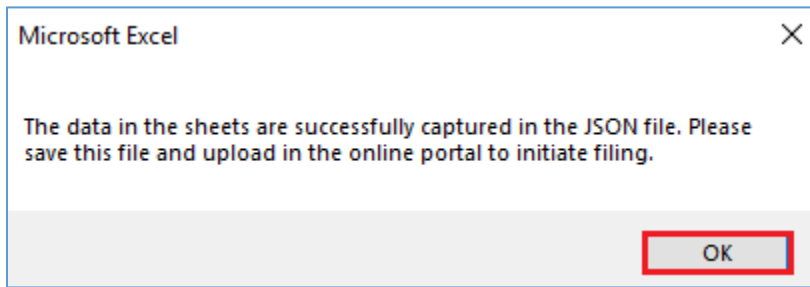 Microsoft Excel
The data in the sheets are successfully captured in the JSON file. Please
save this file and upload in the online portal to initiate filing.
OK